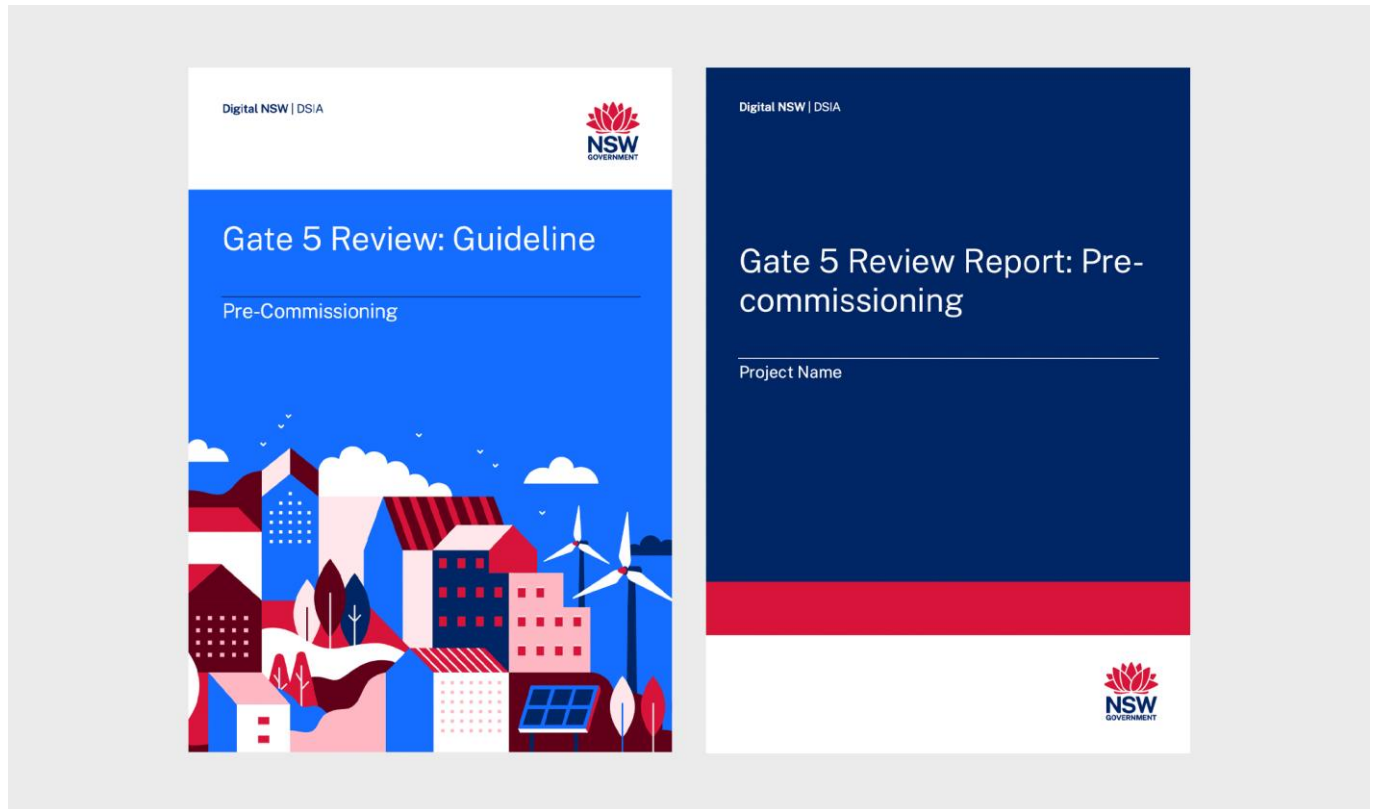 Digital NSW | DSIA
NSW
GOVERNMENT
Gate 5 Review: Guideline
Pre-Commissioning
Digital NSW | DSIA
Gate 5 Review Report: Pre-
commissioning
Project Name
NSW
GOVERNMENT